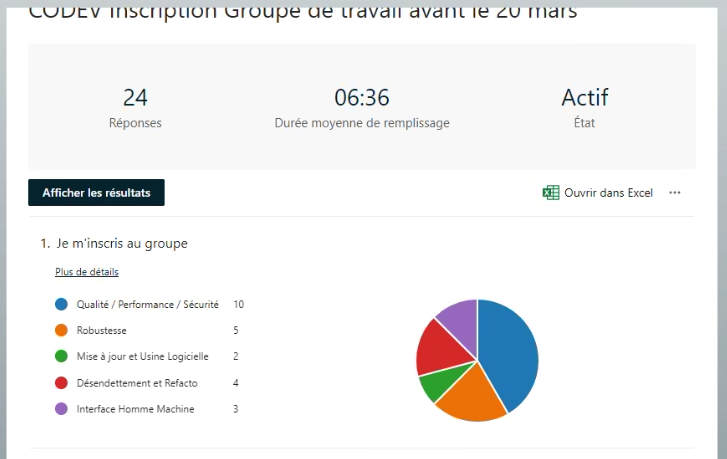 CODEV Inscription Groupe de travail avant le 20 mars
24
Réponses
06:36
Durée moyenne de remplissage
Actif
État
Afficher les résultats
Ouvrir dans Excel
1. Je m'inscris au groupe
Plus de détails
Qualité / Performance / Sécurité 10
Robustesse 5
Mise à jour et Usine Logicielle 2
Désendettement et Refacto 4
Interface Homme Machine 3